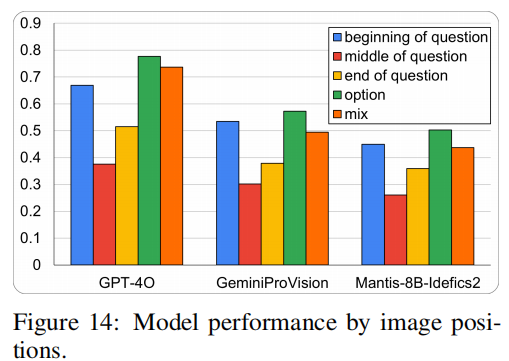 0.9
0.8
0.7
0.6
0.5
0.4
0.3
0.2
0.1
0
beginning of question
middle of question
end of question
option
mix
GPT-4O GeminiProVision Mantis-8B-Idefics2
Figure 14: Model performance by image posi-
tions.